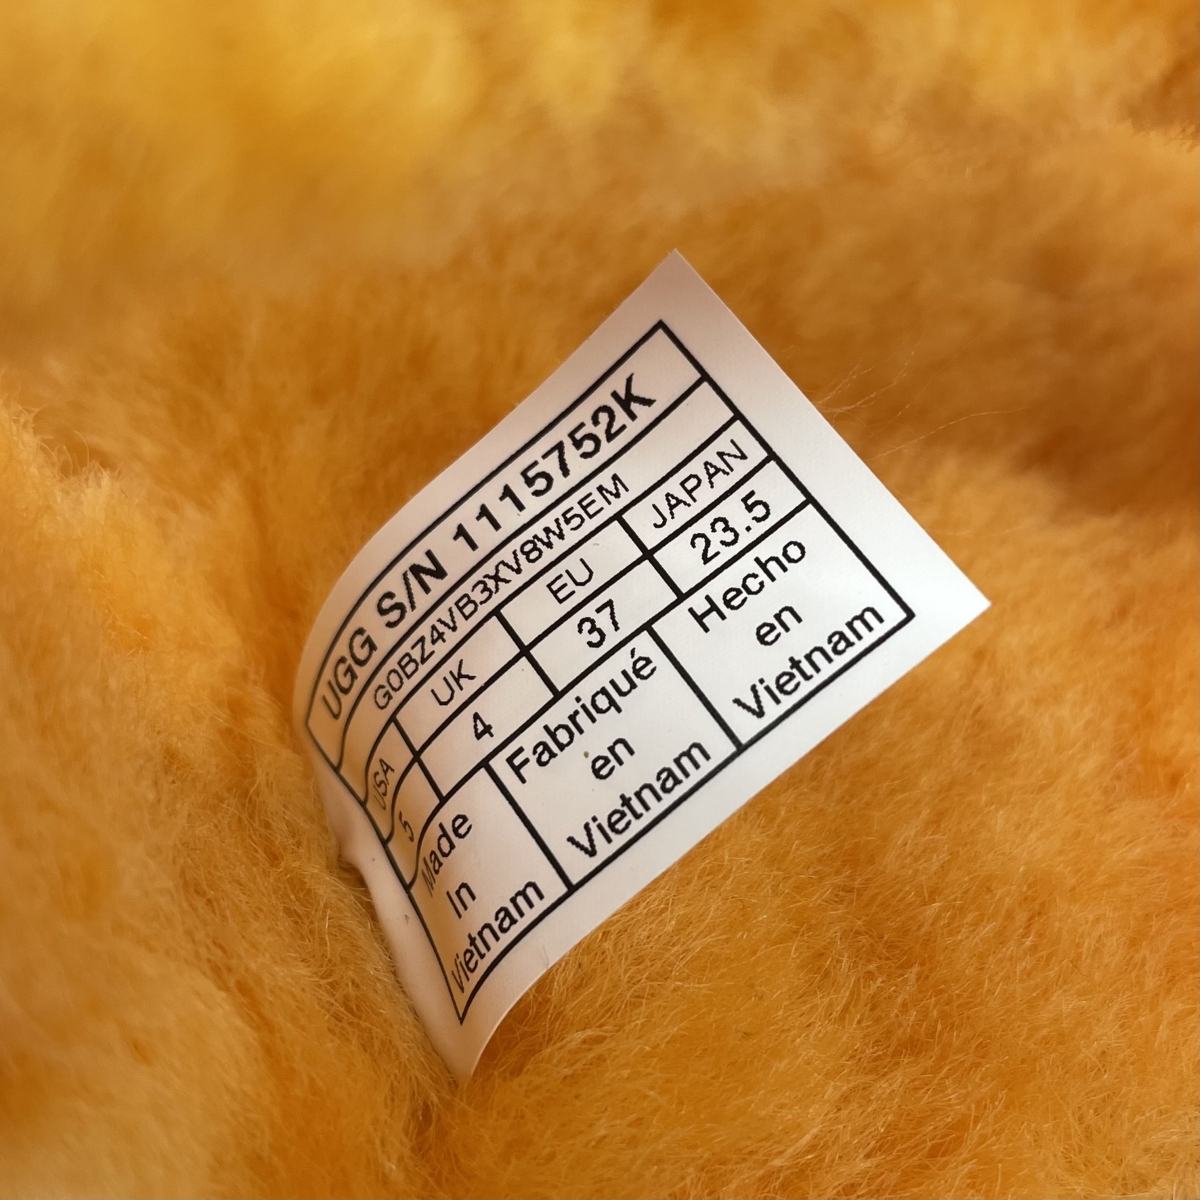 UGG S/N 1115752K
G0BZ4VB3XV8W5EM
USA UK EU JAPAN
5 4 37 23.5
Made
In
Vietnam
Fabriqué
en
Vietnam
Hecho
en
Vietnam